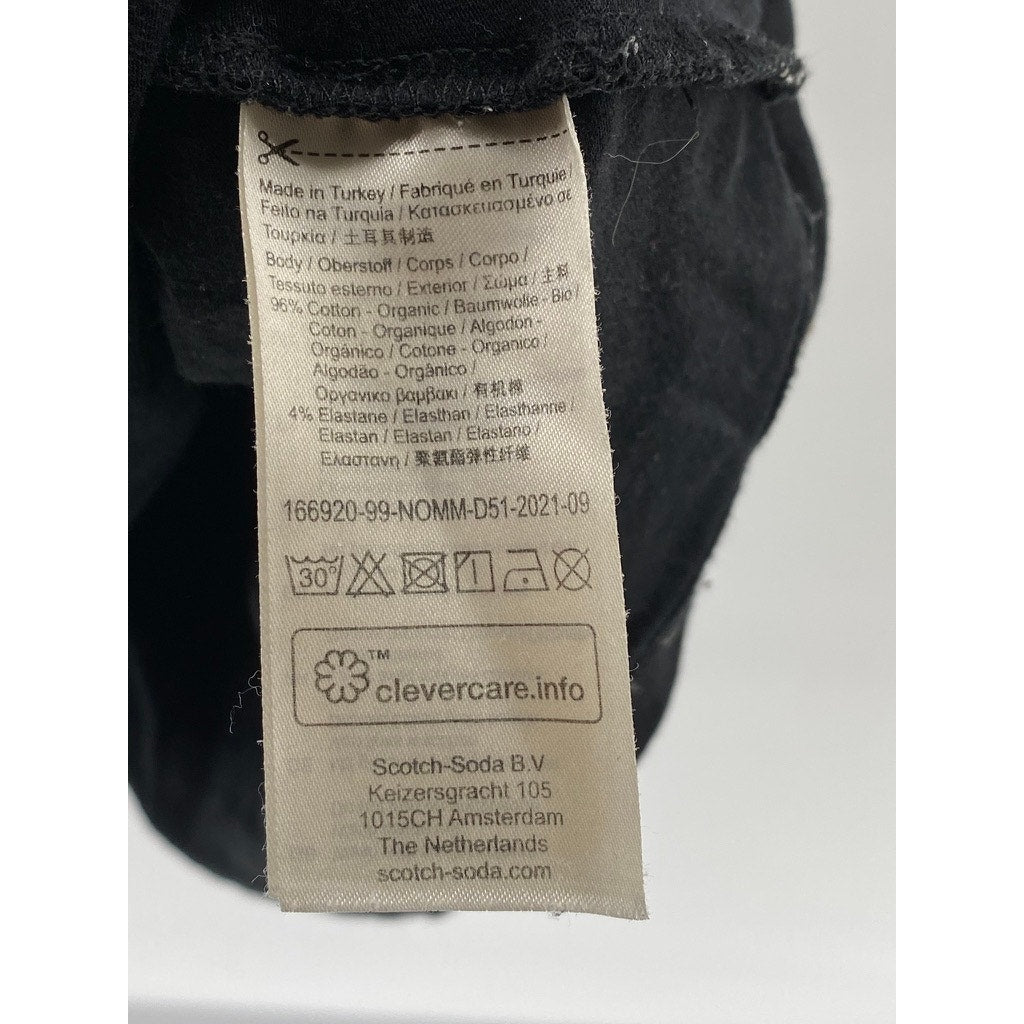 Made in Turkey / Fabriqué en Turquie /
Feito na Turquia / Κατασκευασμένο σε
Τουρκία / 土耳其制造
Body / Oberstoff / Corps / Corpo /
Tessuto esterno / Exterior / Σώμα / 主料
96% Cotton - Organic / Baumwolle - Bio /
Coton - Organique / Algodón -
Orgánico / Cotone - Organico /
Algodão - Orgânico /
Οργανικο βαμβακι / 有机棉
4% Elastane / Elasthan / Elasthanne /
Elastan / Elastan / Elastano /
Ελαστανη / 聚氨酯弹性纤维
166920-99-NOMM-D51-2021-09
30°
TM
clevercare.info
Scotch-Soda B.V
Keizersgracht 105
1015CH Amsterdam
The Netherlands
scotch-soda.com